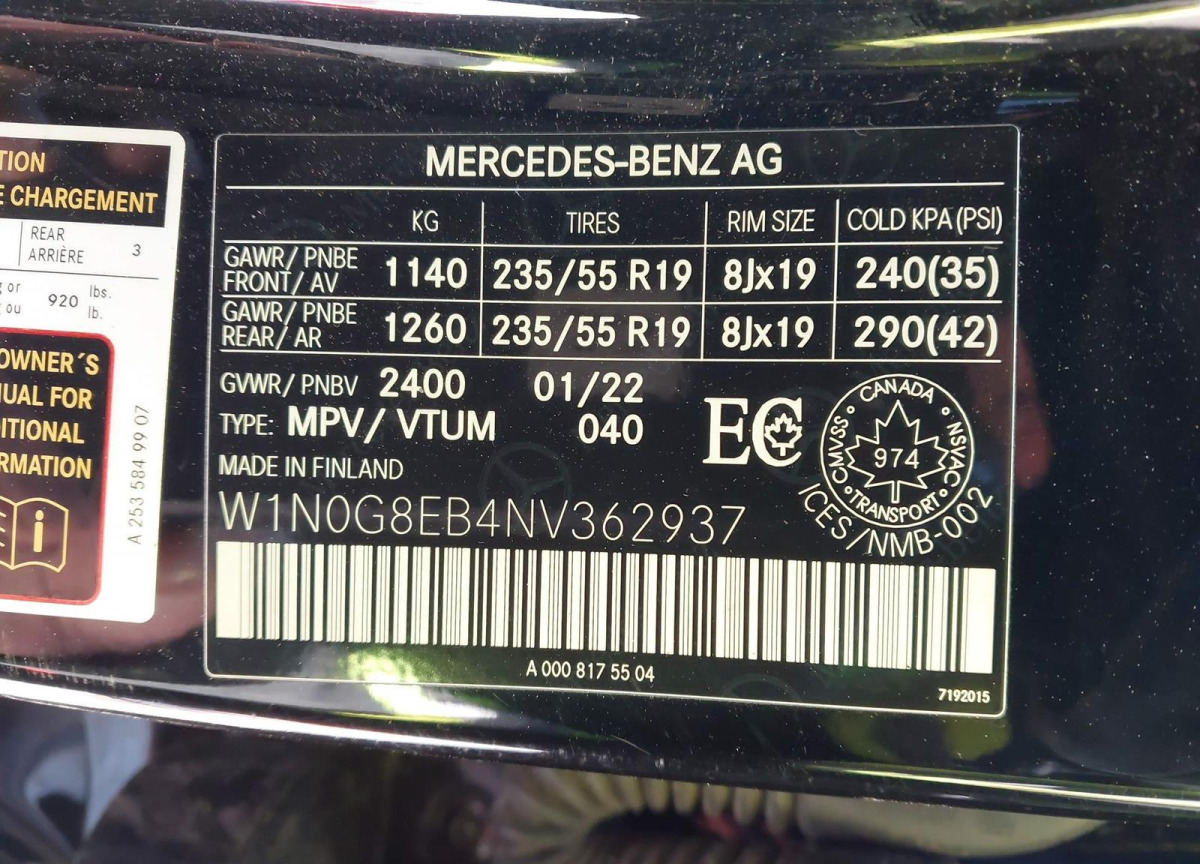 TION
E CHARGEMENT
REAR
ARRIÈRE 3
g or
ou 920 lbs.
lb.
OWNER´S
UAL FOR
ITIONAL
RMATION
A 253 584 99 07
MERCEDES-BENZ AG
KG TIRES RIM SIZE COLD KPA (PSI)
GAWR/ PNBE
FRONT/ AV 1140 235/55 R19 8Jx19 240(35)
GAWR/ PNBE
REAR/ AR 1260 235/55 R19 8Jx19 290(42)
GVWR/ PNBV 2400 01/22
TYPE: MPV/ VTUM 040
MADE IN FINLAND
W1N0G8EB4NV362937
EC
CANADA
CMVSS NSVAC
974
TRANSPORT
ICES/NMB-002
A 000 817 55 04
7192015